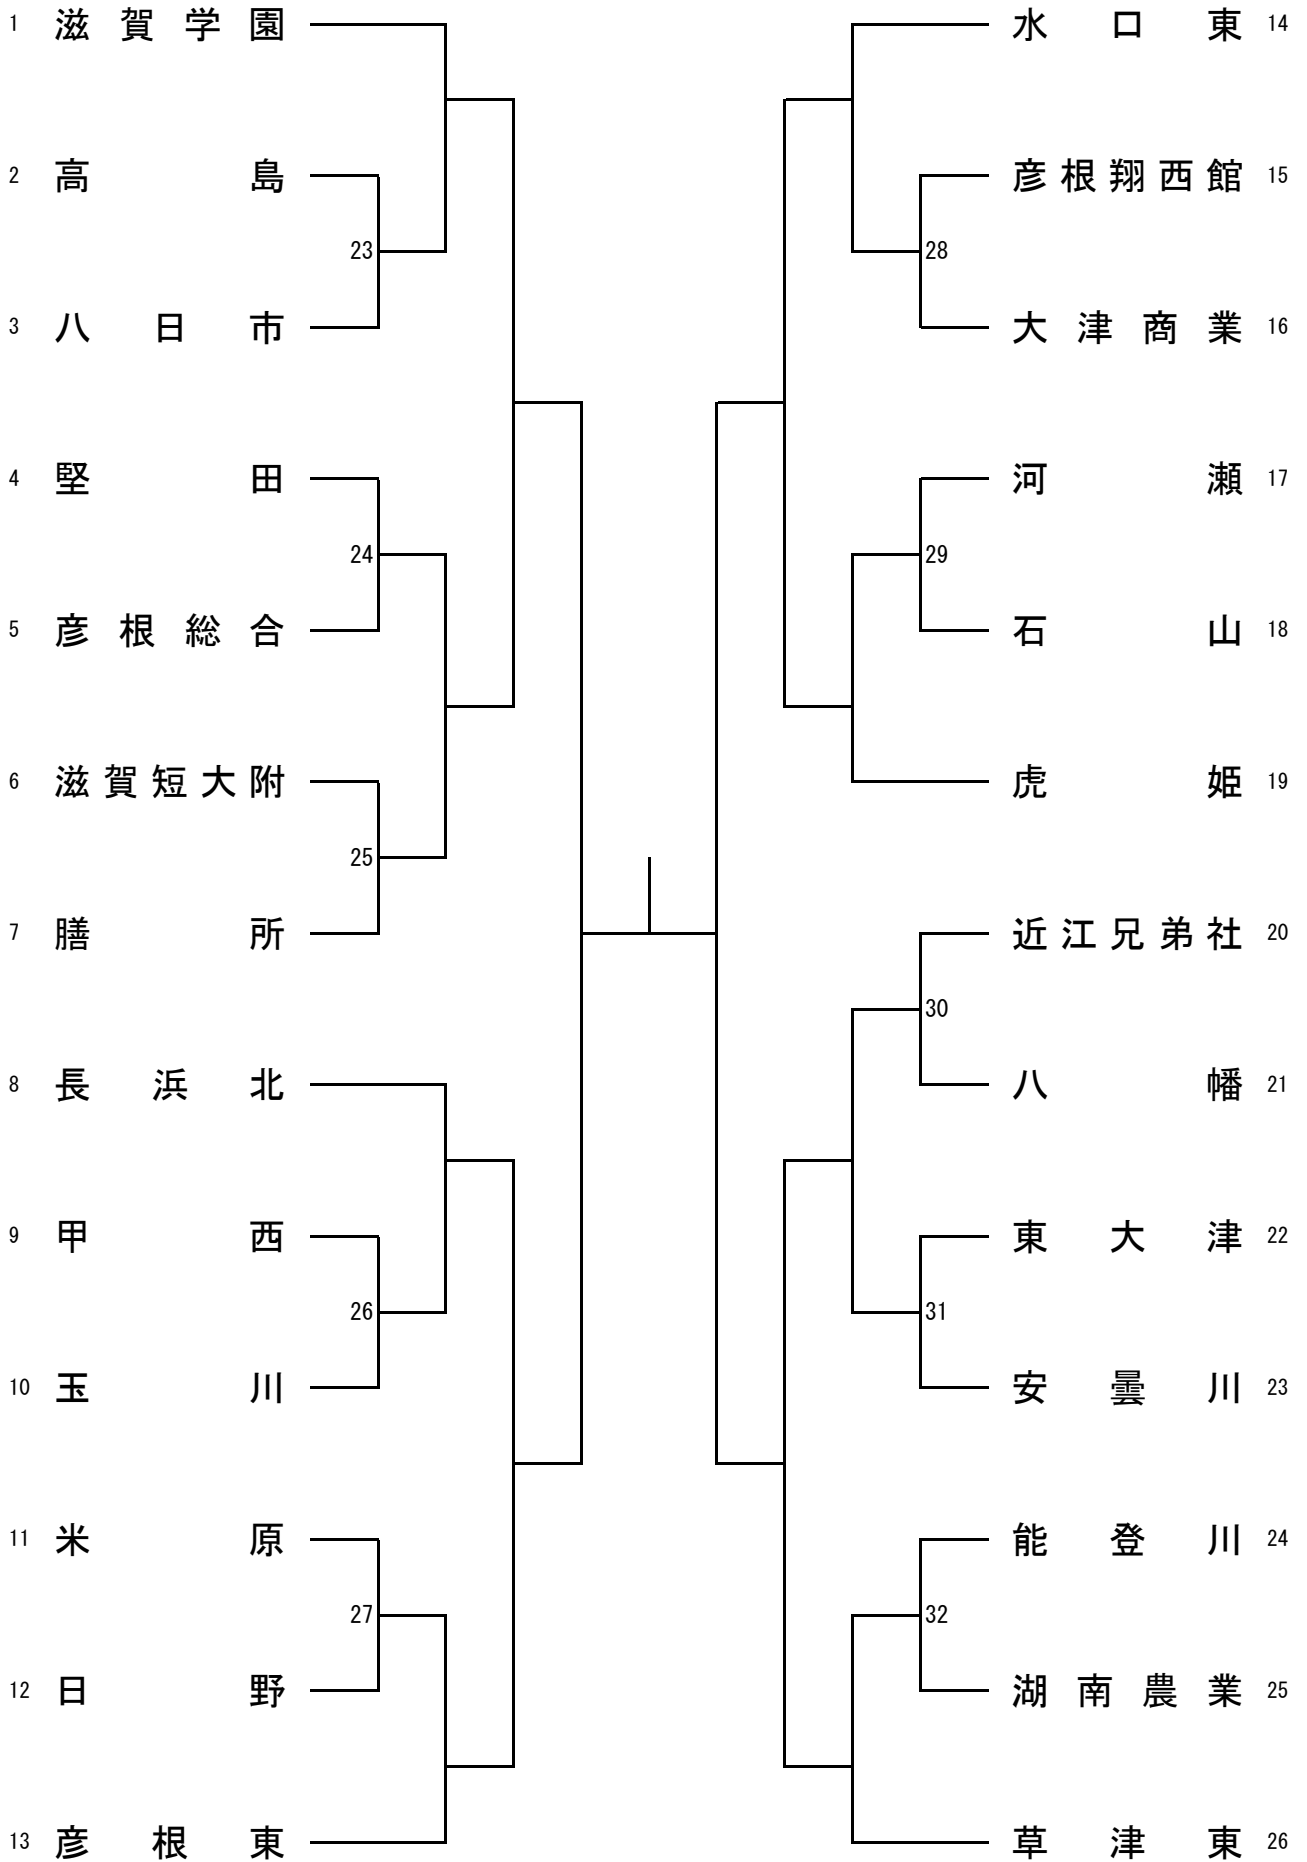 1 滋賀学園
2 高島
23
3 八日市
4 堅田
24
5 彦根総合
6 滋賀短大附
25
7 膳所
8 長浜北
9 甲西
26
10 玉川
11 米原
27
12 日野
13 彦根東
水口東 14
彦根翔西館 15
28
大津商業 16
河瀬 17
29
石山 18
虎姫 19
近江兄弟社 20
30
八幡 21
東大津 22
31
安曇川 23
能登川 24
32
湖南農業 25
草津東 26